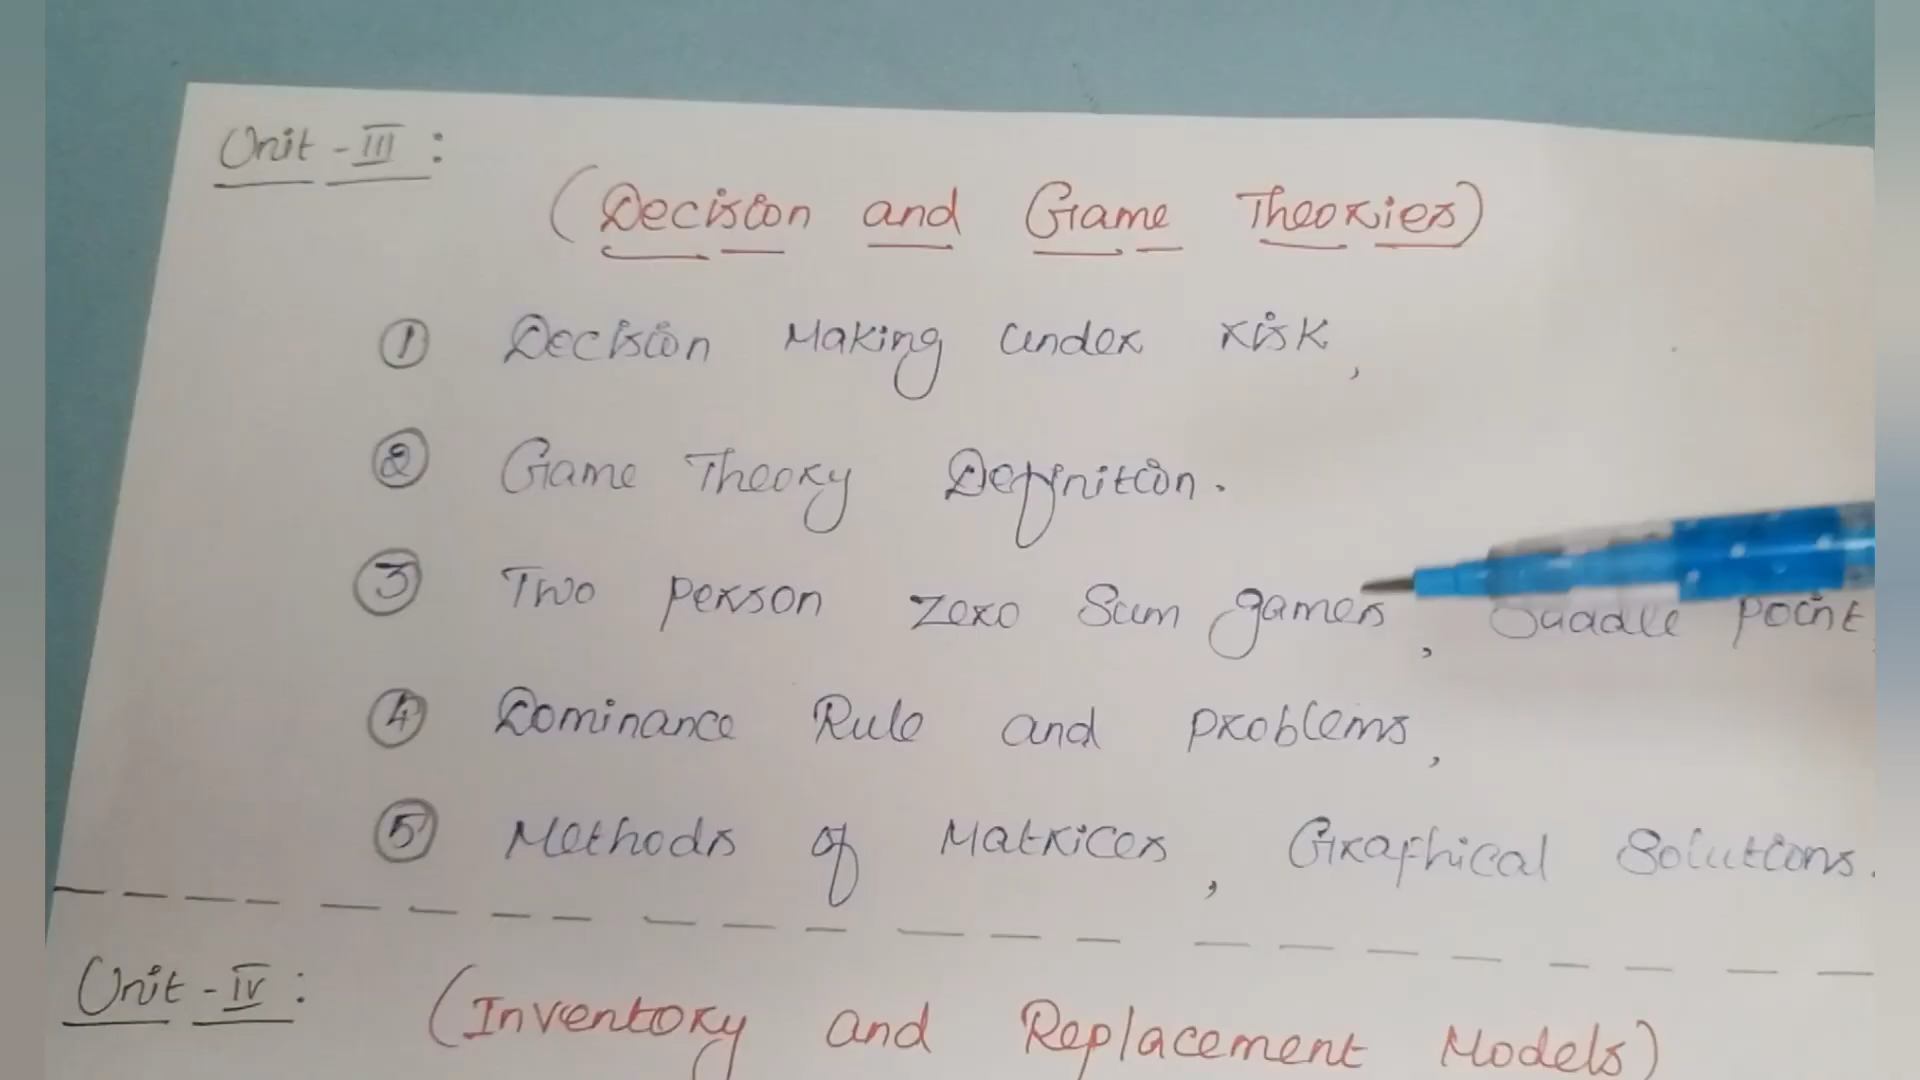 Unit - III :
(Decision and Game Theories)
① Decision Making under risk,
② Game Theory Definition.
③ Two person zero sum games, Saddle point,
④ Dominance Rule and problems,
⑤ Methods of Matrices, Graphical Solutions.
Unit - IV :
(Inventory and Replacement Models)